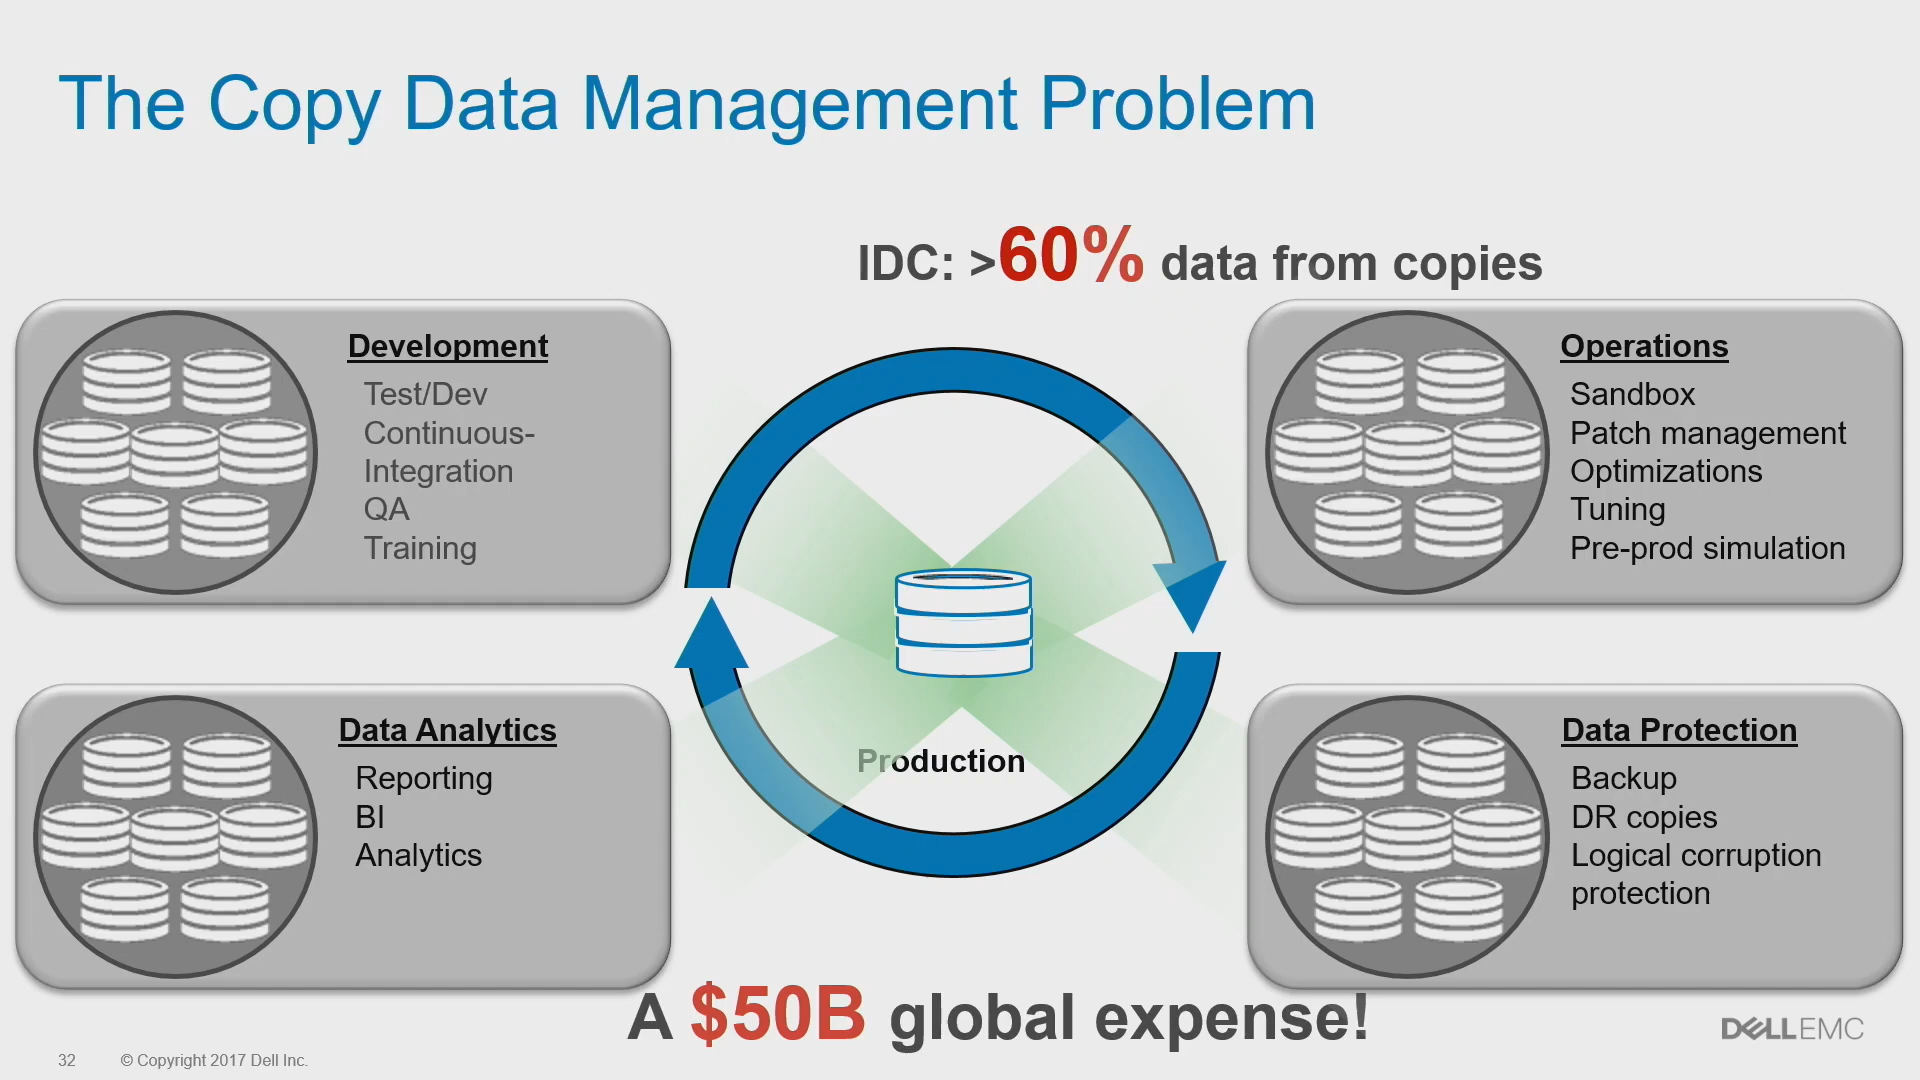 The Copy Data Management Problem
IDC: >60% data from copies
Development
Test/Dev
Continuous-
Integration
QA
Training
Operations
Sandbox
Patch management
Optimizations
Tuning
Pre-prod simulation
Production
Data Analytics
Reporting
BI
Analytics
Data Protection
Backup
DR copies
Logical corruption
protection
A $50B global expense!
DELLEMC
32 © Copyright 2017 Dell Inc.